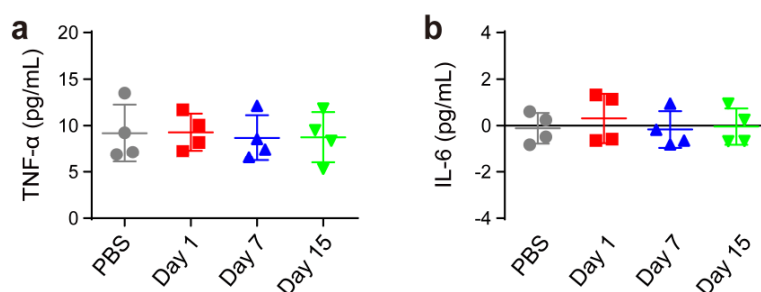 a
TNF-α (pg/mL)
20
15
10
5
0
PBS
Day 1
Day 7
Day 15
b
IL-6 (pg/mL)
4
2
0
-2
-4
PBS
Day 1
Day 7
Day 15